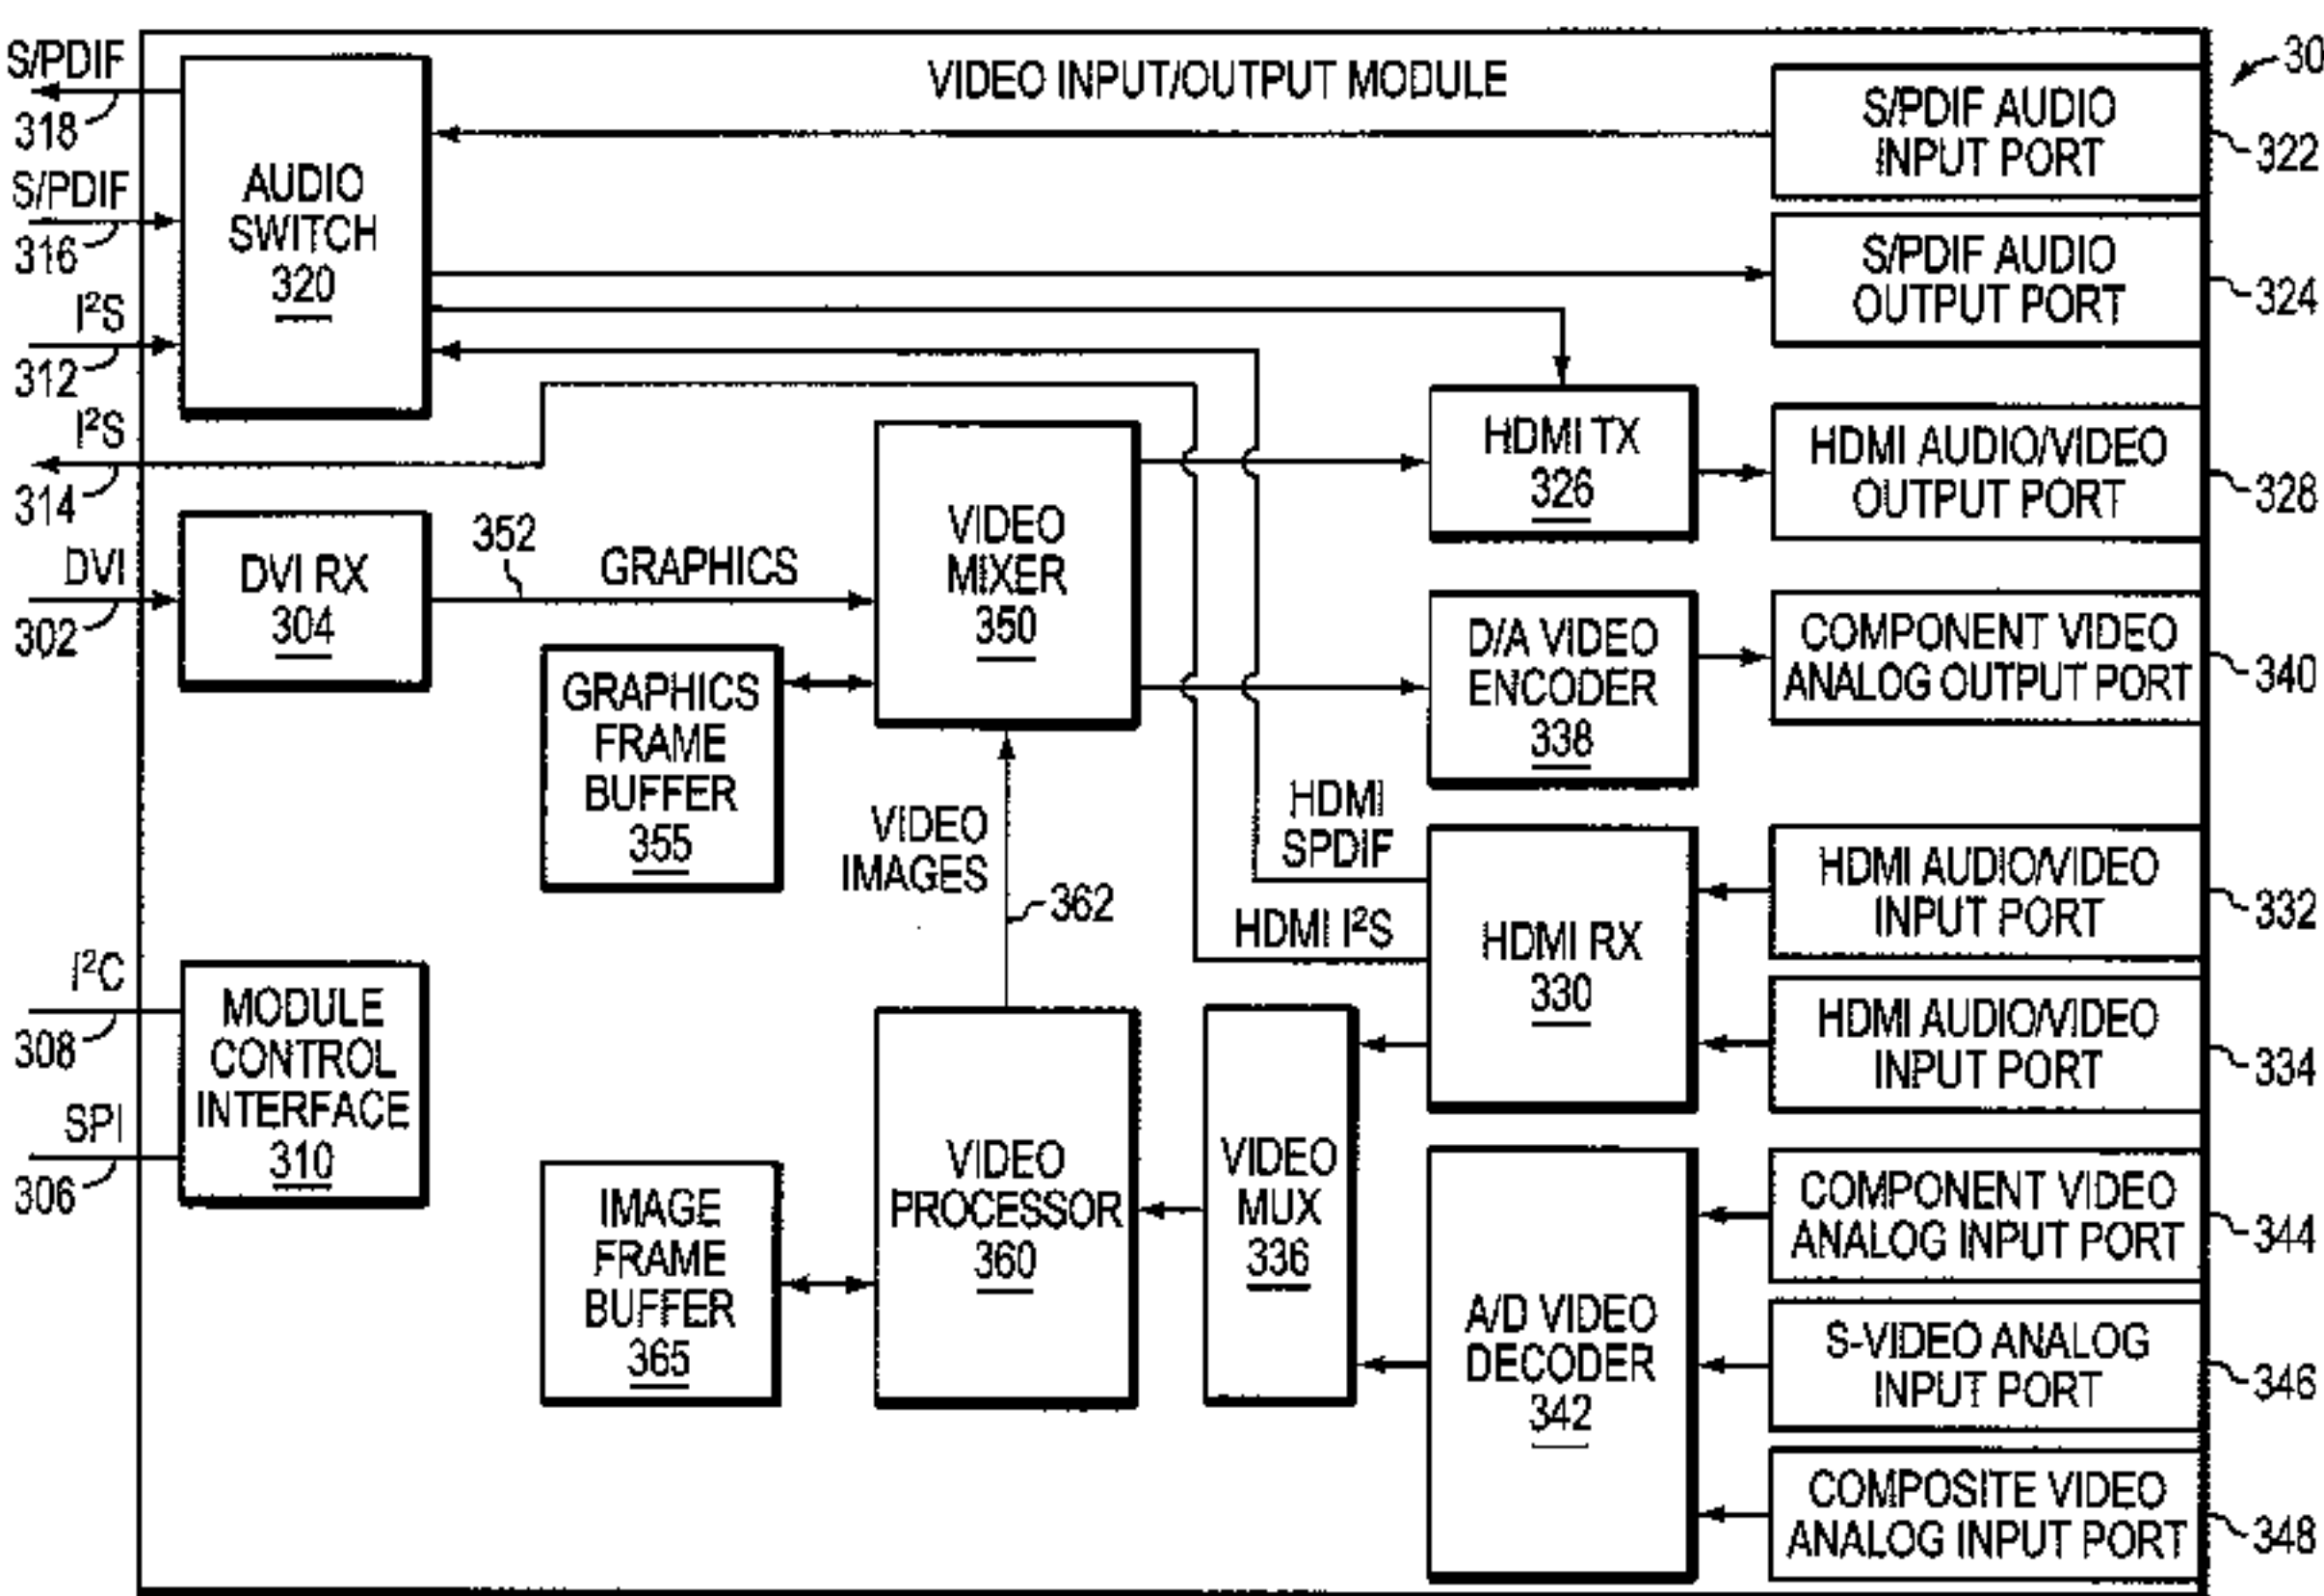 S/PDIF
318
S/PDIF
316
I²S
312
I²S
314
DVI
302
I²C
308
SPI
306
VIDEO INPUT/OUTPUT MODULE
30
AUDIO
SWITCH
320
DVI RX
304
352
GRAPHICS
GRAPHICS
FRAME
BUFFER
355
VIDEO
MIXER
350
VIDEO
IMAGES
362
MODULE
CONTROL
INTERFACE
310
IMAGE
FRAME
BUFFER
365
VIDEO
PROCESSOR
360
VIDEO
MUX
336
HDMI
SPDIF
HDMI I²S
HDMI TX
326
D/A VIDEO
ENCODER
338
HDMI RX
330
A/D VIDEO
DECODER
342
S/PDIF AUDIO
INPUT PORT
322
S/PDIF AUDIO
OUTPUT PORT
324
HDMI AUDIO/VIDEO
OUTPUT PORT
328
COMPONENT VIDEO
ANALOG OUTPUT PORT
340
HDMI AUDIO/VIDEO
INPUT PORT
332
HDMI AUDIO/VIDEO
INPUT PORT
334
COMPONENT VIDEO
ANALOG INPUT PORT
344
S-VIDEO ANALOG
INPUT PORT
346
COMPOSITE VIDEO
ANALOG INPUT PORT
348